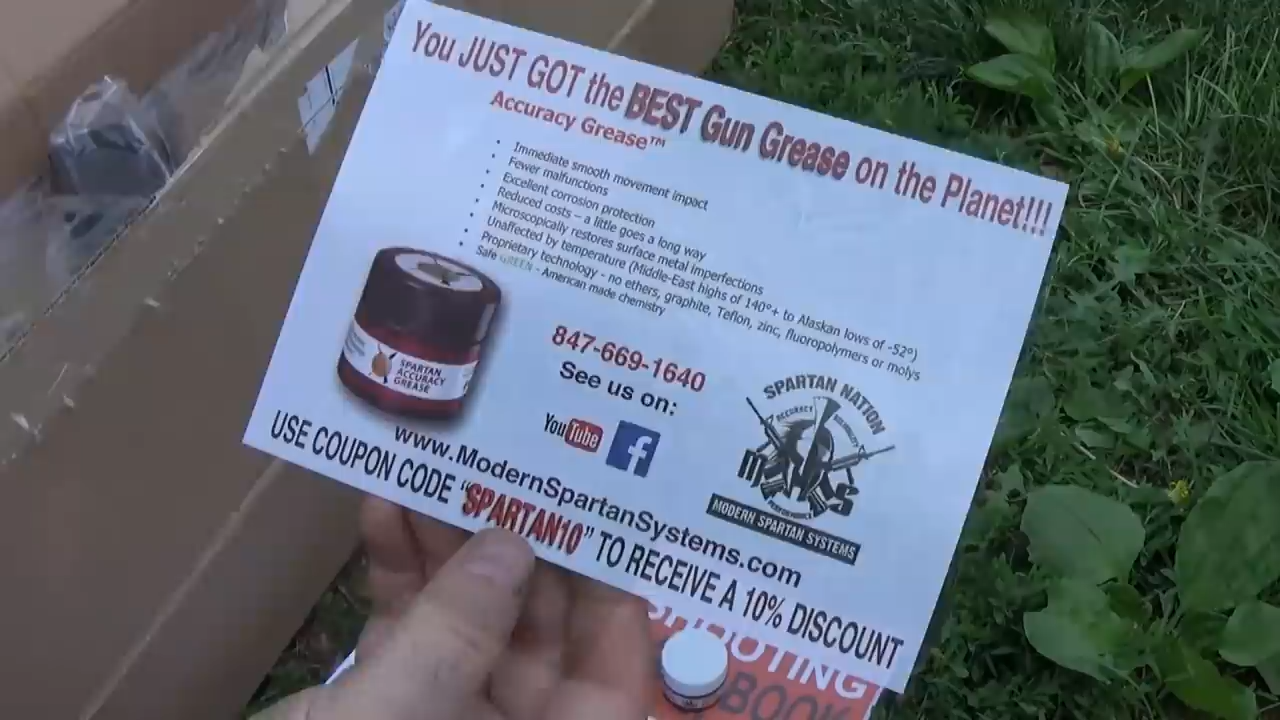 You JUST GOT the BEST Gun Grease on the Planet!!!
Accuracy Grease™
• Immediate smooth movement impact
• Fewer malfunctions
• Excellent corrosion protection
• Reduced costs – a little goes a long way
• Microscopically restores surface metal imperfections
• Unaffected by temperature (Middle-East highs of 140°+ to Alaskan lows of -52°)
• Proprietary technology - no ethers, graphite, Teflon, zinc, fluoropolymers or molys
• Safe GREEN - American made chemistry
SPARTAN
ACCURACY
GREASE
847-669-1640
See us on:
YouTube f
SPARTAN NATION
ACCURACY
PERFORMANCE
MODERN SPARTAN SYSTEMS
www.ModernSpartanSystems.com
USE COUPON CODE “SPARTAN10” TO RECEIVE A 10% DISCOUNT
SHOOTING
BOOK